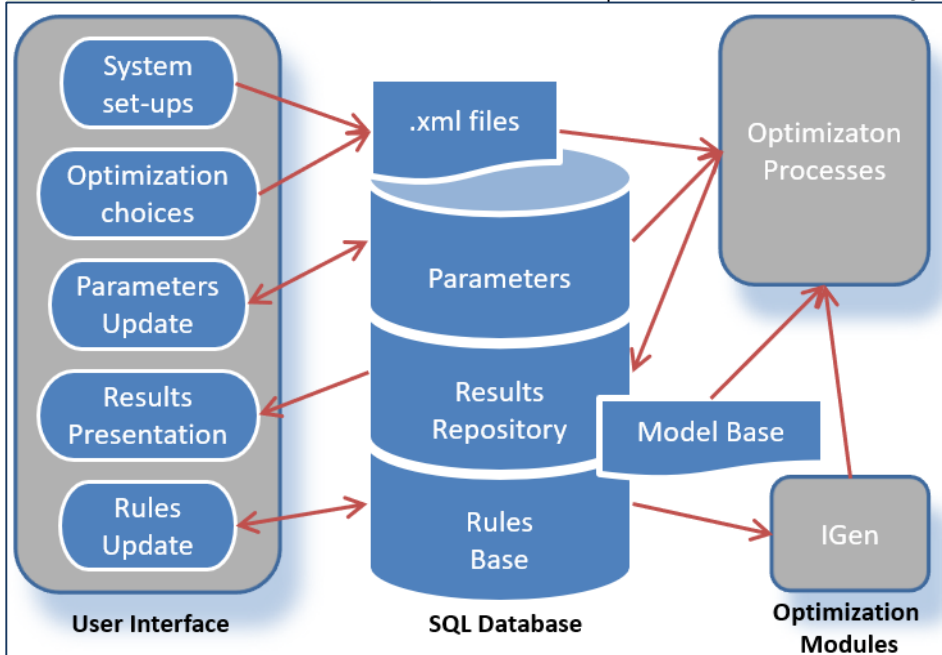 System
set-ups
Optimization
choices
Parameters
Update
Results
Presentation
Rules
Update
User Interface
.xml files
Parameters
Results
Repository
Rules
Base
SQL Database
Model Base
Optimizaton
Processes
IGen
Optimization
Modules